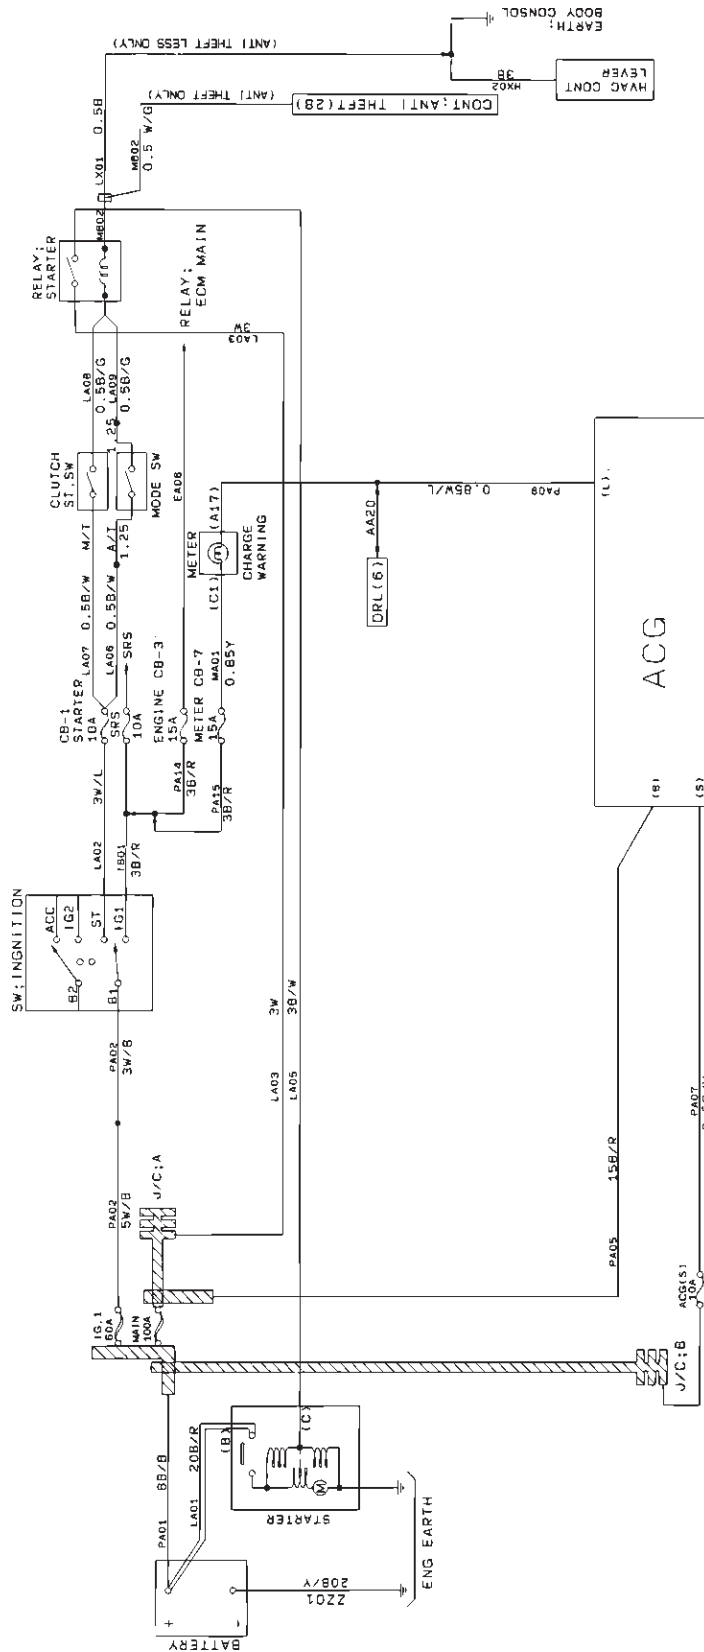 EARTH;
BODY CONSOL
(ANTI THEFT LESS ONLY)
HVAC CONT
LEVER
3B
HX02
(ANTI THEFT ONLY)
CONT;ANTI THEFT(28)
LX01 0.5B
MB02
0.5 W/G
MB02
RELAY;
STARTER
RELAY;
ECM MAIN
LA03
3W
LA08
0.5B/G
LA09
0.5B/G
1.25
CLUTCH
ST.SW
MODE SW
M/T
A/T
1.25
LA07 0.5B/W
LA06 0.5B/W
EA06
METER
(A17)
CHARGE
WARNING
(C1)
MA01
0.85Y
AA20
DRL(6)
0.85W/L
PA09
(L)
CB-1
STARTER
10A
SRS
10A
SRS
ENGINE CB-3
15A
METER CB-7
15A
PA14
3B/R
PA15
3B/R
3W/L
LA02
IB01
3B/R
SW;INGNITION
ACC
IG2
ST
IG1
B2
B1
PA02
3W/B
PA02
5W/B
3W
LA03
3B/W
LA05
ACG
(B)
(S)
15B/R
PA05
PA07
ACG(S)
10A
J/C;A
J/C;B
IG.1
60A
MAIN
100A
PA01
8B/B
LA01
20B/R
(B)
(C)
M
STARTER
ENG EARTH
ZZ01
20B/Y
+
-
BATTERY